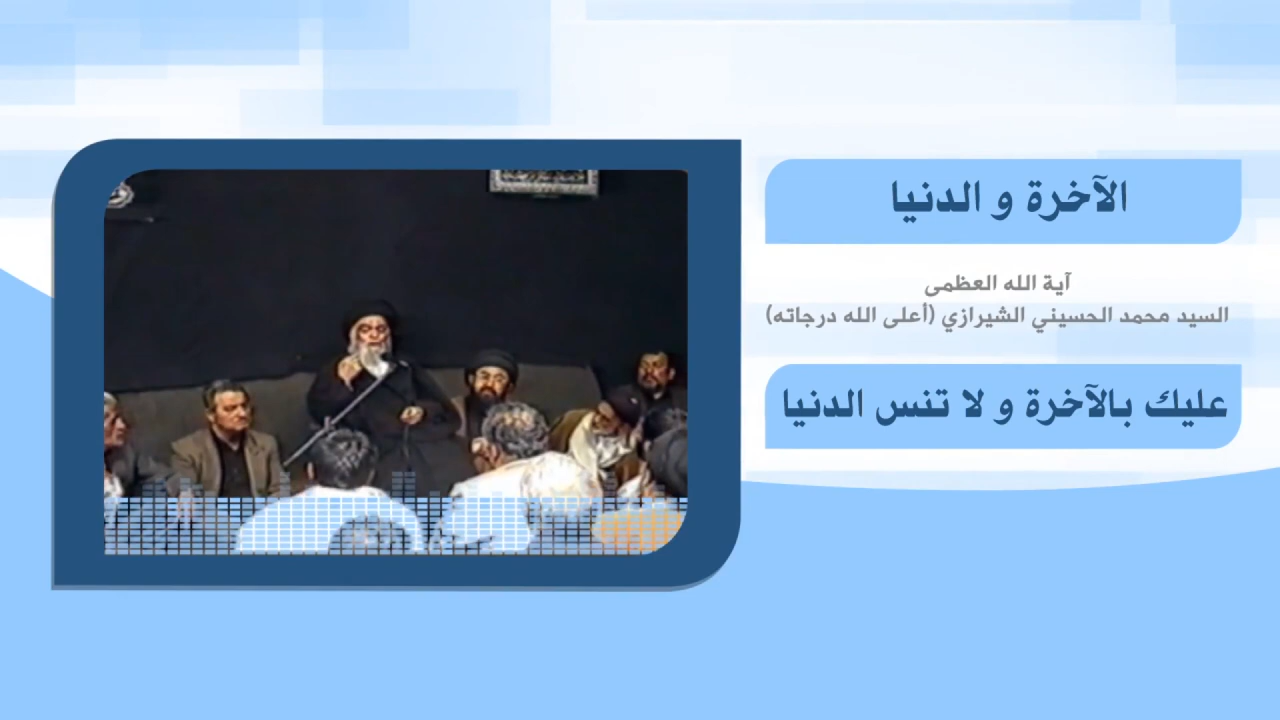 الآخرة و الدنيا
آية الله العظمى
السيد محمد الحسيني الشيرازي (أعلى الله درجاته)
عليك بالآخرة و لا تنس الدنيا